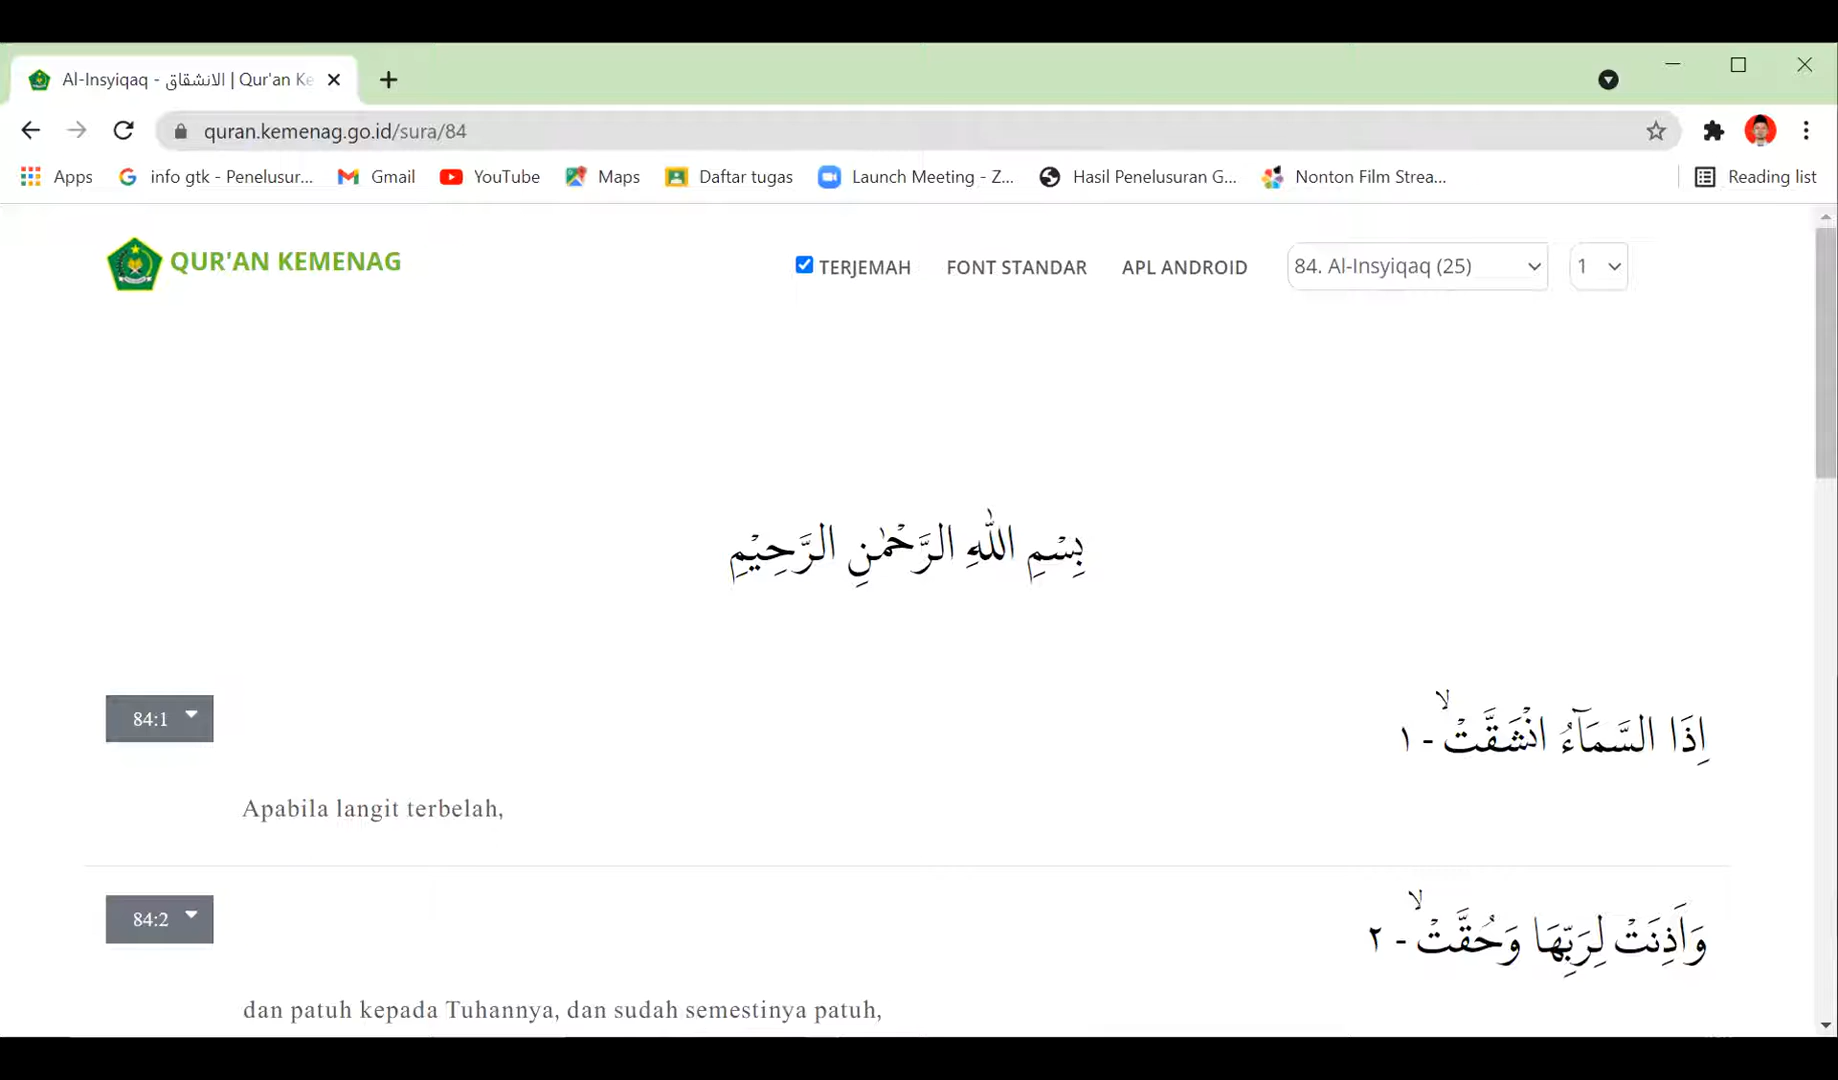 Al-Insyiqaq - الانشقاق | Qur'an Ke
quran.kemenag.go.id/sura/84
Apps info gtk - Penelusur... Gmail YouTube Maps Daftar tugas Launch Meeting - Z... Hasil Penelusuran G... Nonton Film Strea... Reading list
QUR'AN KEMENAG TERJEMAH FONT STANDAR APL ANDROID 84. Al-Insyiqaq (25) 1
بِسْمِ اللّٰهِ الرَّحْمٰنِ الرَّحِيْمِ
84:1 اِذَا السَّمَاۤءُ انْشَقَّتْۙ - ١
Apabila langit terbelah,
84:2 وَاَذِنَتْ لِرَبِّهَا وَحُقَّتْۙ - ٢
dan patuh kepada Tuhannya, dan sudah semestinya patuh,